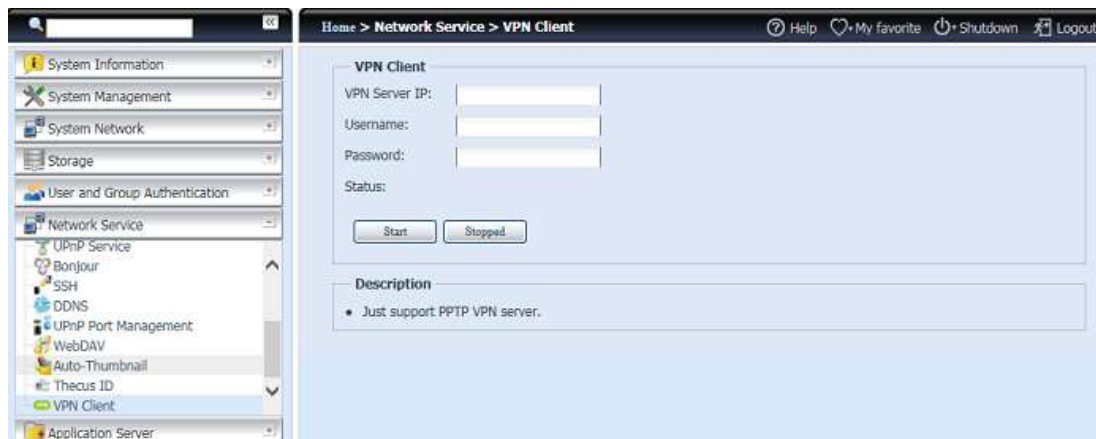 Home > Network Service > VPN Client
Help
My favorite
Shutdown
Logout
System Information
System Management
System Network
Storage
User and Group Authentication
Network Service
UPnP Service
Bonjour
SSH
DDNS
UPnP Port Management
WebDAV
Auto-Thumbnail
Thecus ID
VPN Client
Application Server
VPN Client
VPN Server IP:
Username:
Password:
Status:
Start
Stopped
Description
Just support PPTP VPN server.